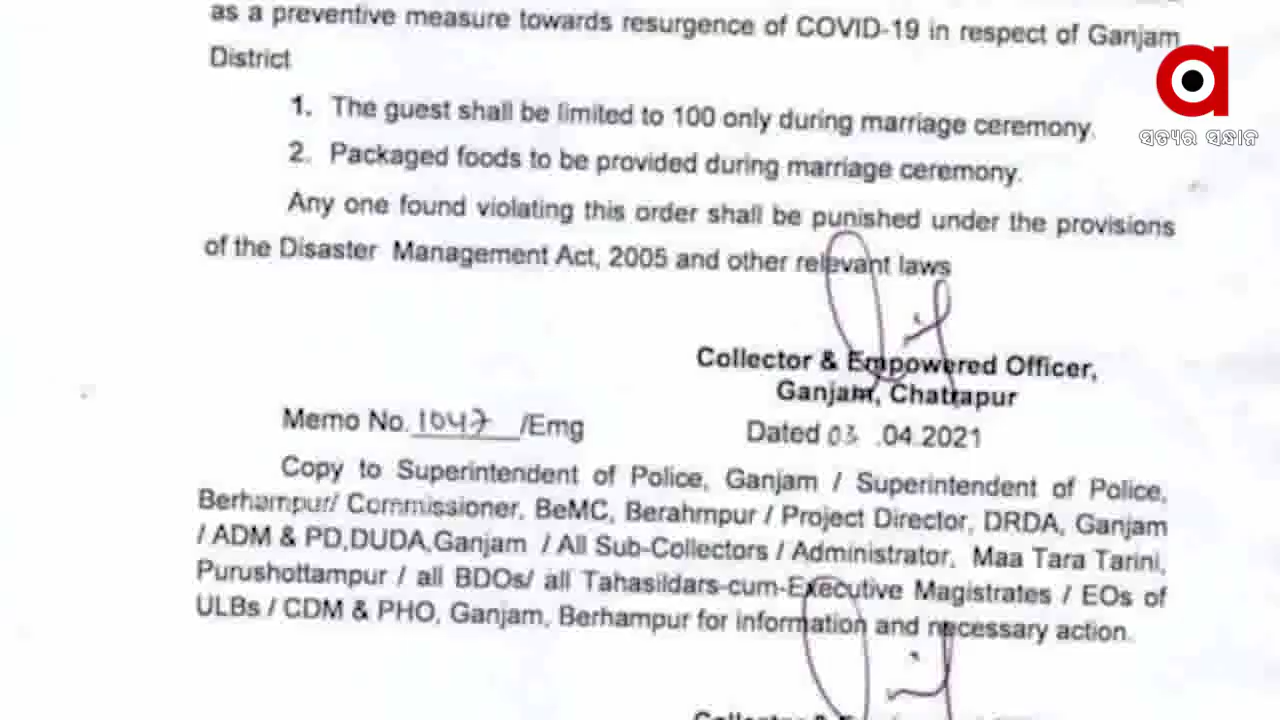 as a preventive measure towards resurgence of COVID-19 in respect of Ganjam
District
1. The guest shall be limited to 100 only during marriage ceremony.
2. Packaged foods to be provided during marriage ceremony.
Any one found violating this order shall be punished under the provisions
of the Disaster Management Act, 2005 and other relevant laws
Collector & Empowered Officer,
Ganjam, Chatrapur
Memo No. 1047 /Emg
Dated 03 .04.2021
Copy to Superintendent of Police, Ganjam / Superintendent of Police,
Berhampur/ Commissioner, BeMC, Berahmpur / Project Director, DRDA, Ganjam
/ ADM & PD,DUDA,Ganjam / All Sub-Collectors / Administrator, Maa Tara Tarini,
Purushottampur / all BDOs/ all Tahasildars-cum-Executive Magistrates / EOs of
ULBs / CDM & PHO, Ganjam, Berhampur for information and necessary action.
a
ସତ୍ୟର ସନ୍ଧାନ